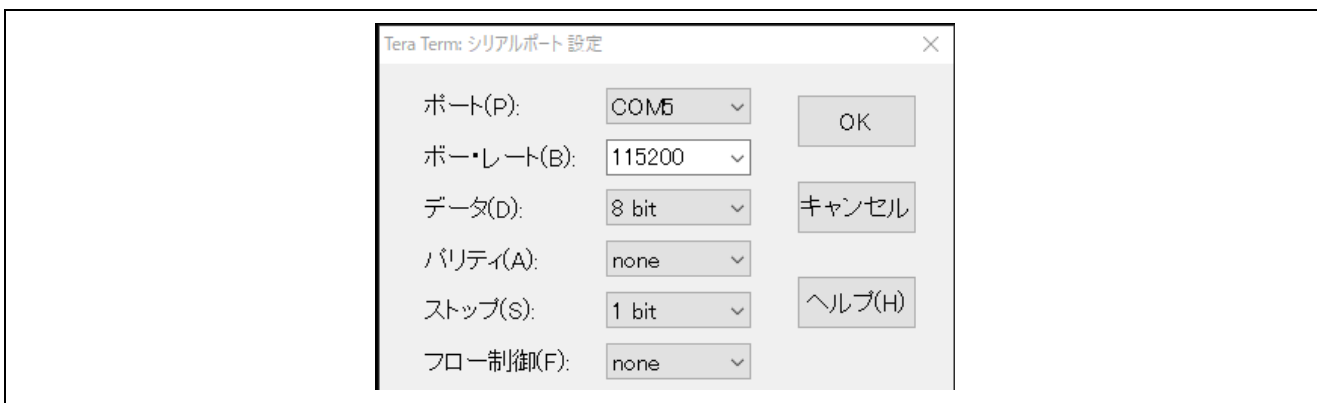 Tera Term: シリアルポート 設定
ポート(P): COM5
OK
ボー・レート(B): 115200
データ(D): 8 bit
キャンセル
パリティ(A): none
ストップ(S): 1 bit
ヘルプ(H)
フロー制御(F): none